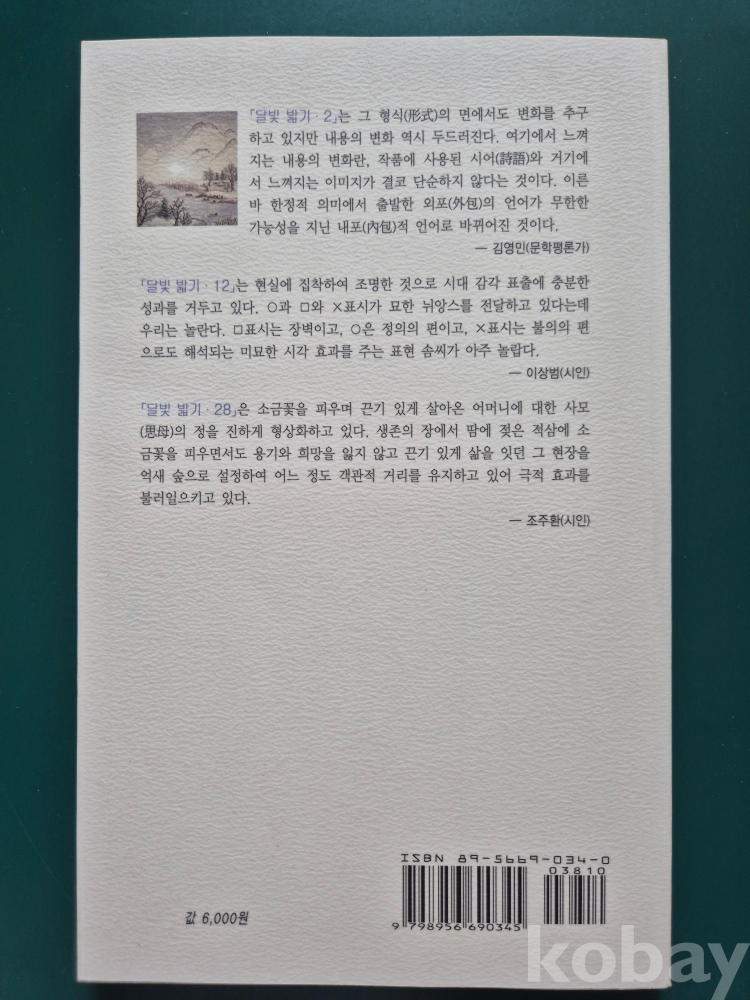 「달빛 밟기 · 2」는 그 형식(形式)의 면에서도 변화를 추구
하고 있지만 내용의 변화 역시 두드러진다. 여기에서 느껴
지는 내용의 변화란, 작품에 사용된 시어(詩語)와 거기에
서 느껴지는 이미지가 결코 단순하지 않다는 것이다. 이른
바 한정적 의미에서 출발한 외포(外包)의 언어가 무한한
가능성을 지닌 내포(內包)적 언어로 바뀌어진 것이다.
— 김영민(문학평론가)
「달빛 밟기 · 12」는 현실에 집착하여 조명한 것으로 시대 감각 표출에 충분한
성과를 거두고 있다. ○과 □와 ×표시가 묘한 뉘앙스를 전달하고 있다는데
우리는 놀란다. □표시는 장벽이고, ○은 정의의 편이고, ×표시는 불의의 편
으로도 해석되는 미묘한 시각 효과를 주는 표현 솜씨가 아주 놀랍다.
— 이상범(시인)
「달빛 밟기 · 28」은 소금꽃을 피우며 끈기 있게 살아온 어머니에 대한 사모
(思母)의 정을 진하게 형상화하고 있다. 생존의 장에서 땀에 젖은 적삼에 소
금꽃을 피우면서도 용기와 희망을 잃지 않고 끈기 있게 삶을 잇던 그 현장을
억새 숲으로 설정하여 어느 정도 객관적 거리를 유지하고 있어 극적 효과를
불러일으키고 있다.
— 조주환(시인)
ISBN 89-5669-034-0
03810
9 798956 690345
값 6,000원
kobay